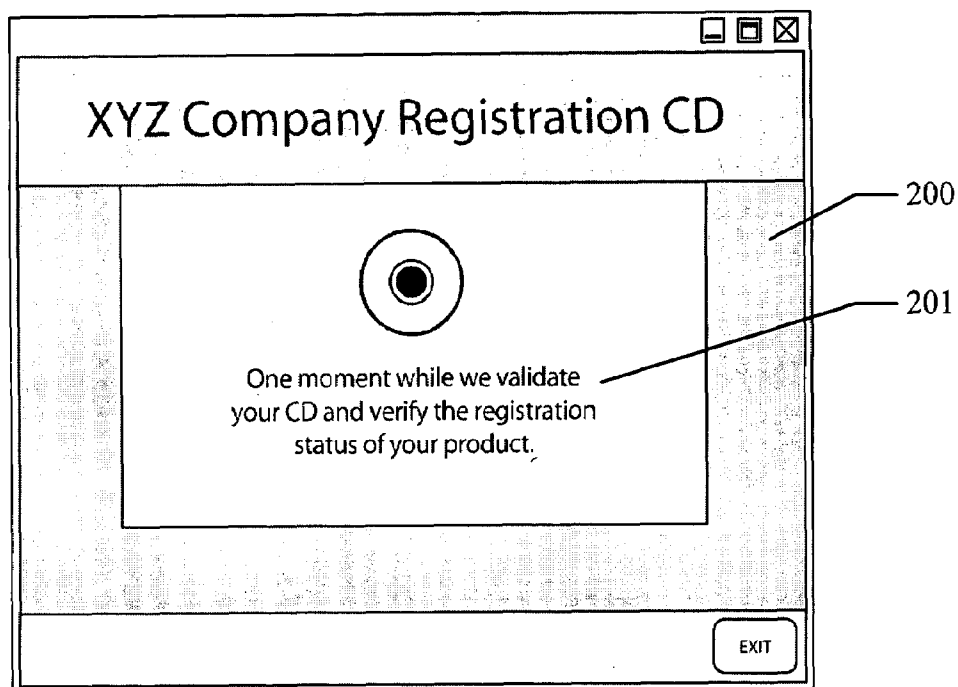 XYZ Company Registration CD
200
201
One moment while we validate
your CD and verify the registration
status of your product.
EXIT